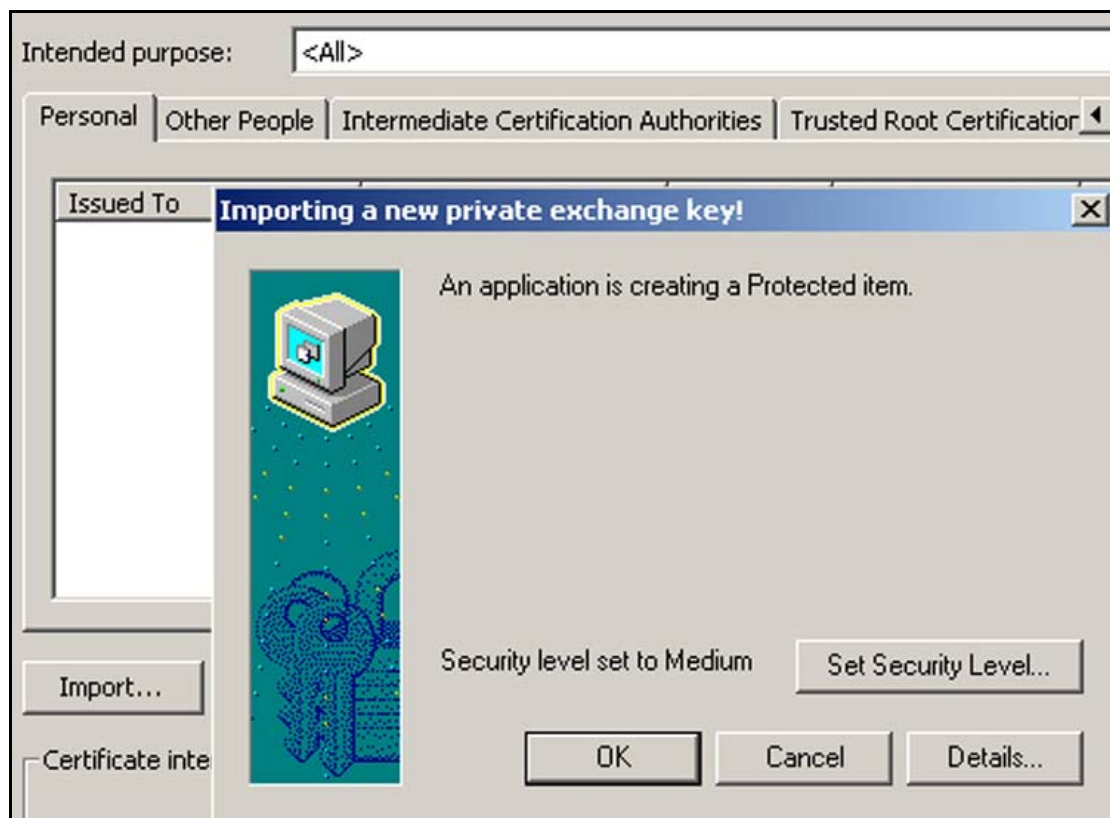 Intended purpose: <All>
Personal Other People Intermediate Certification Authorities Trusted Root Certification
Issued To
Importing a new private exchange key!
An application is creating a Protected item.
Security level set to Medium Set Security Level...
Import...
OK Cancel Details...
Certificate inte